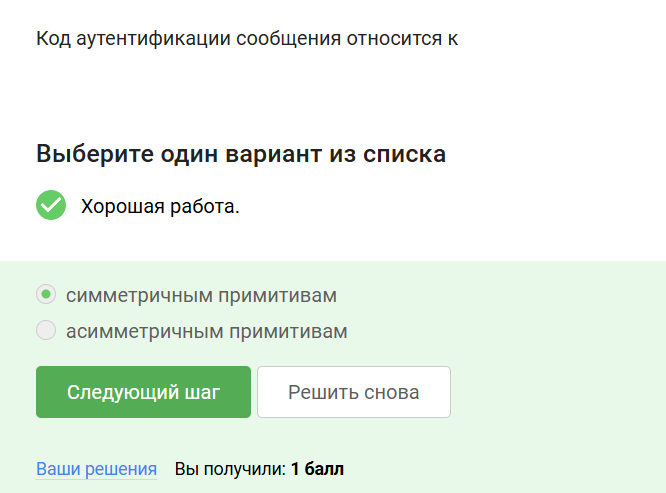 Код аутентификации сообщения относится к
Выберите один вариант из списка
Хорошая работа.
симметричным примитивам
асимметричным примитивам
Следующий шаг
Решить снова
Ваши решения
Вы получили: 1 балл